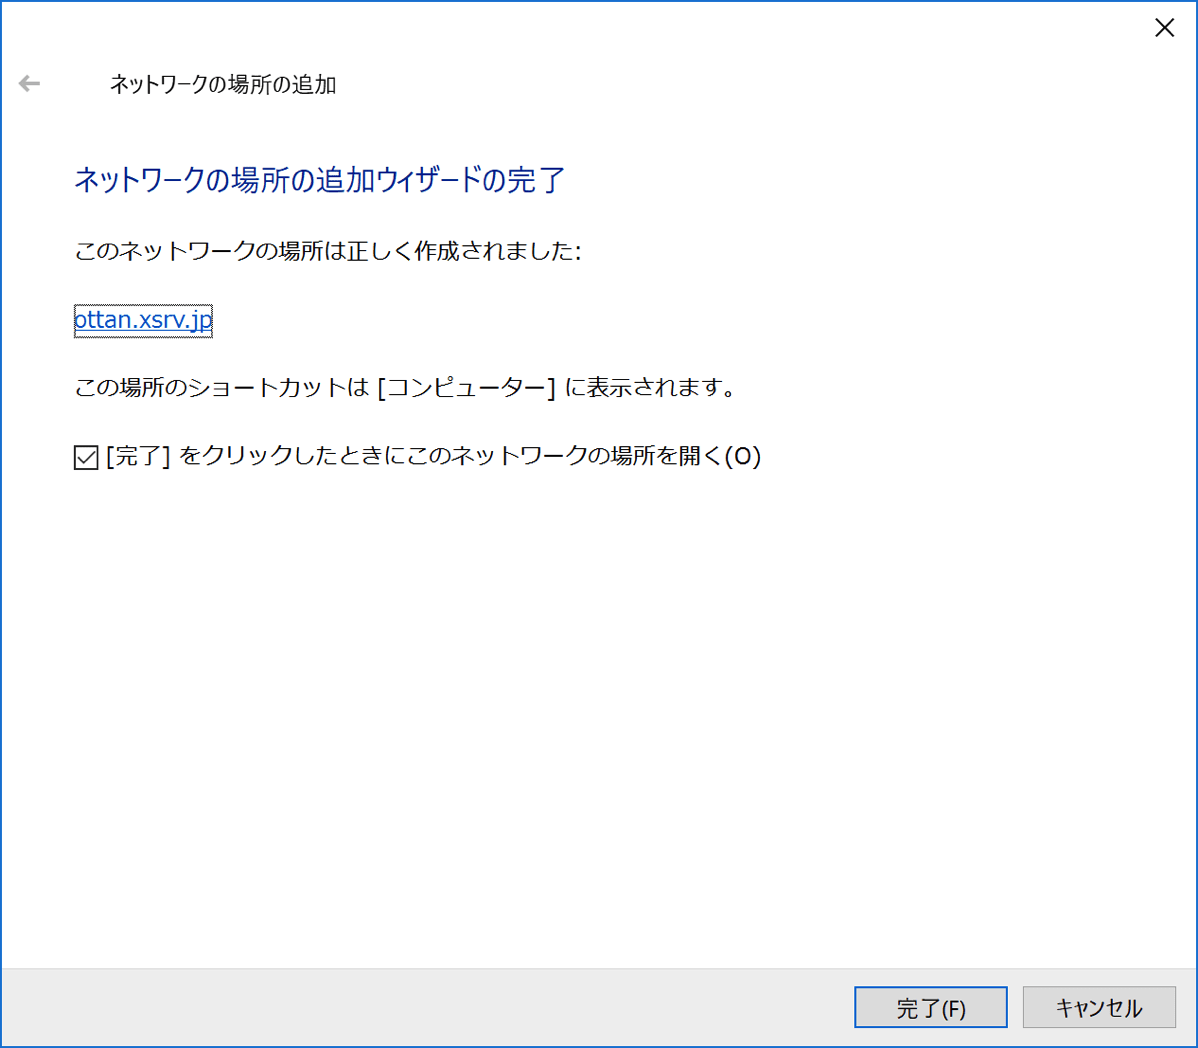 ネットワークの場所の追加
ネットワークの場所の追加ウィザードの完了
このネットワークの場所は正しく作成されました:
ottan.xsrv.jp
この場所のショートカットは [コンピューター] に表示されます。
[完了] をクリックしたときにこのネットワークの場所を開く(O)
完了(F)
キャンセル